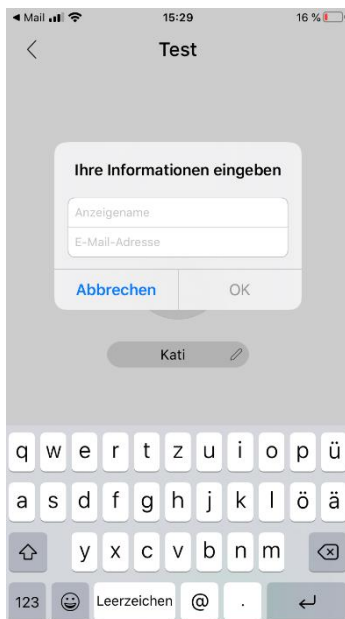 ◀ Mail 15:29 16 %
Test
Ihre Informationen eingeben
Anzeigename
E-Mail-Adresse
Abbrechen OK
Kati
q w e r t z u i o p ü
a s d f g h j k l ö ä
y x c v b n m
123 Leerzeichen @ .